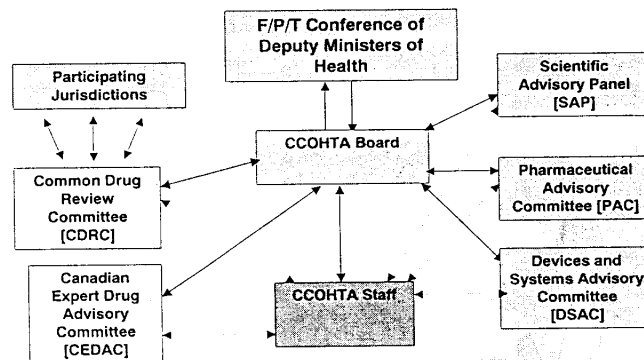 F/P/T Conference of
Deputy Ministers of
Health
Participating
Jurisdictions
Scientific
Advisory Panel
[SAP]
CCOHTA Board
Common Drug
Review
Committee
[CDRC]
Pharmaceutical
Advisory
Committee [PAC]
Canadian
Expert Drug
Advisory
Committee
[CEDAC]
CCOHTA Staff
Devices and
Systems Advisory
Committee
[DSAC]